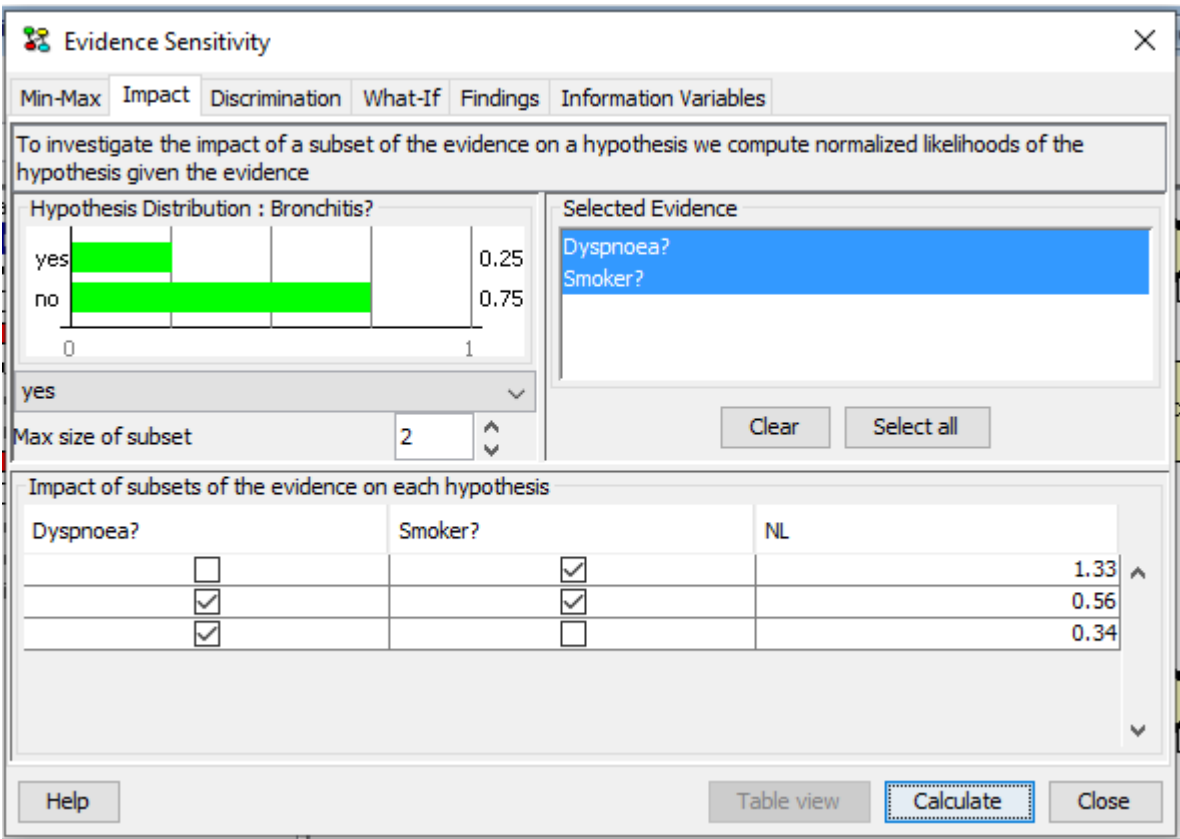 Evidence Sensitivity
Min-Max Impact Discrimination What-If Findings Information Variables
To investigate the impact of a subset of the evidence on a hypothesis we compute normalized likelihoods of the
hypothesis given the evidence
Hypothesis Distribution : Bronchitis?
yes 0.25
no 0.75
0 1
yes
Max size of subset 2
Selected Evidence
Dyspnoea?
Smoker?
Clear Select all
Impact of subsets of the evidence on each hypothesis
Dyspnoea? Smoker? NL
1.33
0.56
0.34
Help Table view Calculate Close